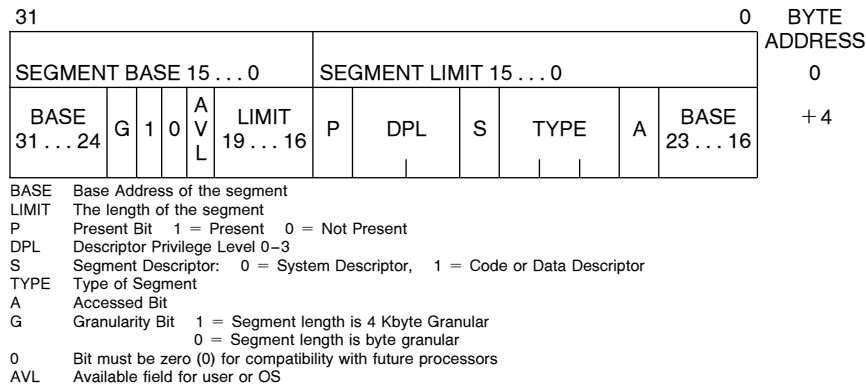 31 0 BYTE
ADDRESS
SEGMENT BASE 15 . . . 0 SEGMENT LIMIT 15 . . . 0 0
BASE
31 . . . 24
G
1
0
A
V
L
LIMIT
19 . . . 16
P
DPL
S
TYPE
A
BASE
23 . . . 16
+4
BASE Base Address of the segment
LIMIT The length of the segment
P Present Bit 1 = Present 0 = Not Present
DPL Descriptor Privilege Level 0–3
S Segment Descriptor: 0 = System Descriptor, 1 = Code or Data Descriptor
TYPE Type of Segment
A Accessed Bit
G Granularity Bit 1 = Segment length is 4 Kbyte Granular
0 = Segment length is byte granular
0 Bit must be zero (0) for compatibility with future processors
AVL Available field for user or OS